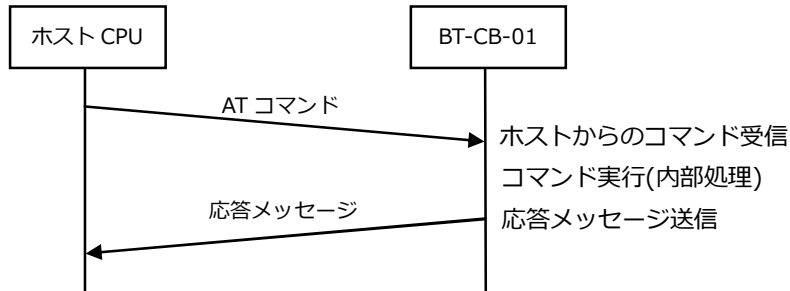 ホスト CPU
BT-CB-01
AT コマンド
ホストからのコマンド受信
コマンド実行(内部処理)
応答メッセージ
応答メッセージ送信